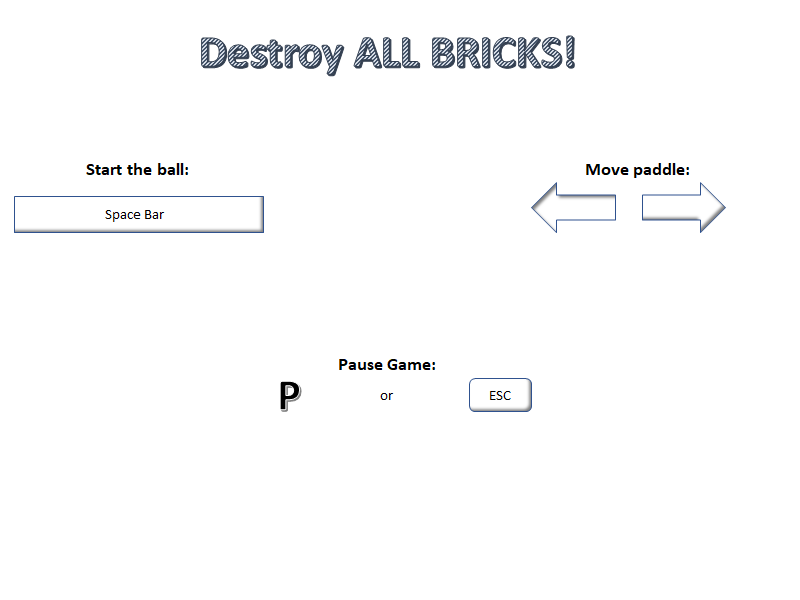 Destroy ALL BRICKS!
Start the ball:
Move paddle:
Space Bar
Pause Game:
P or ESC